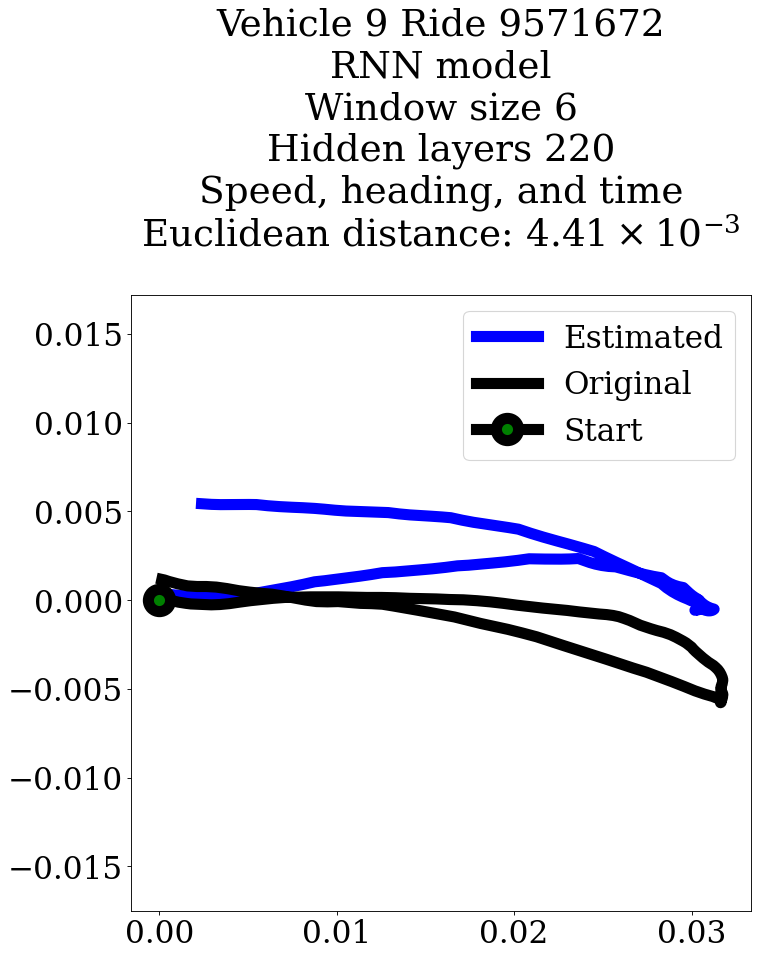 Vehicle 9 Ride 9571672
RNN model
Window size 6
Hidden layers 220
Speed, heading, and time
Euclidean distance: 4.41 × 10⁻³
Estimated
Original
Start
0.015
0.010
0.005
0.000
−0.005
−0.010
−0.015
0.00 0.01 0.02 0.03